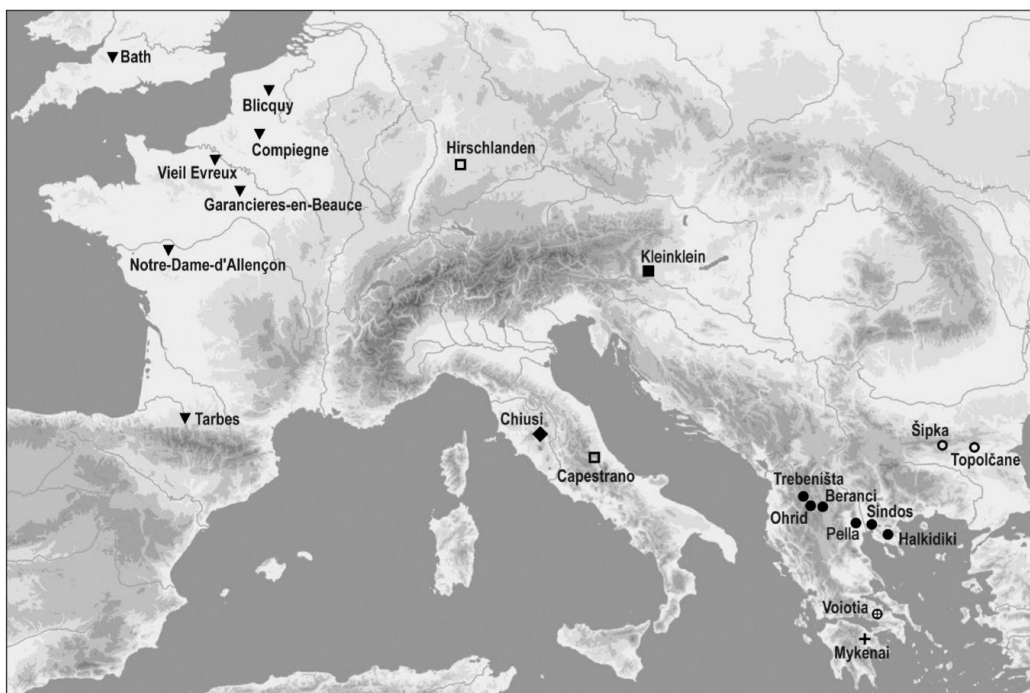 Bath
Blicquy
Compiegne
Hirschlanden
Vieil Evreux
Garancieres-en-Beauce
Kleinklein
Notre-Dame-d'Allençon
Tarbes
Chiusi
Šipka
Topolčane
Capestrano
Trebeništa
Beranci
Sindos
Ohrid
Pella
Halkidiki
Voiotia
Mykenai